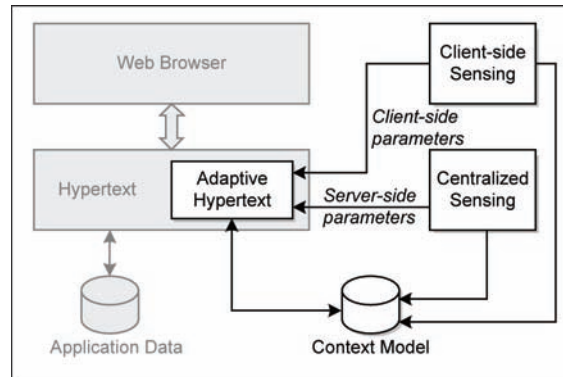 Web Browser
Client-side
Sensing
Client-side
parameters
Hypertext
Adaptive
Hypertext
Server-side
parameters
Centralized
Sensing
Application Data
Context Model